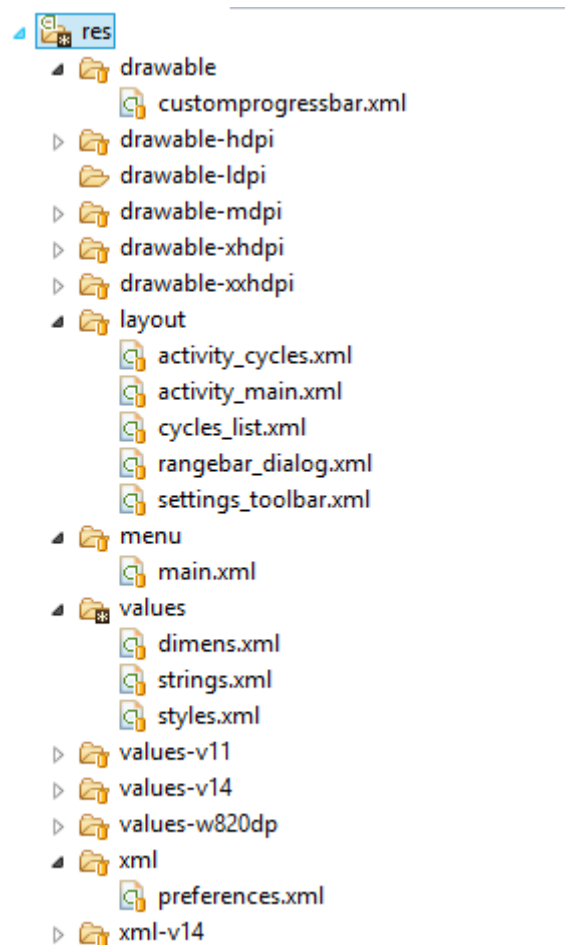 res
drawable
customprogressbar.xml
drawable-hdpi
drawable-ldpi
drawable-mdpi
drawable-xhdpi
drawable-xxhdpi
layout
activity_cycles.xml
activity_main.xml
cycles_list.xml
rangebar_dialog.xml
settings_toolbar.xml
menu
main.xml
values
dimens.xml
strings.xml
styles.xml
values-v11
values-v14
values-w820dp
xml
preferences.xml
xml-v14